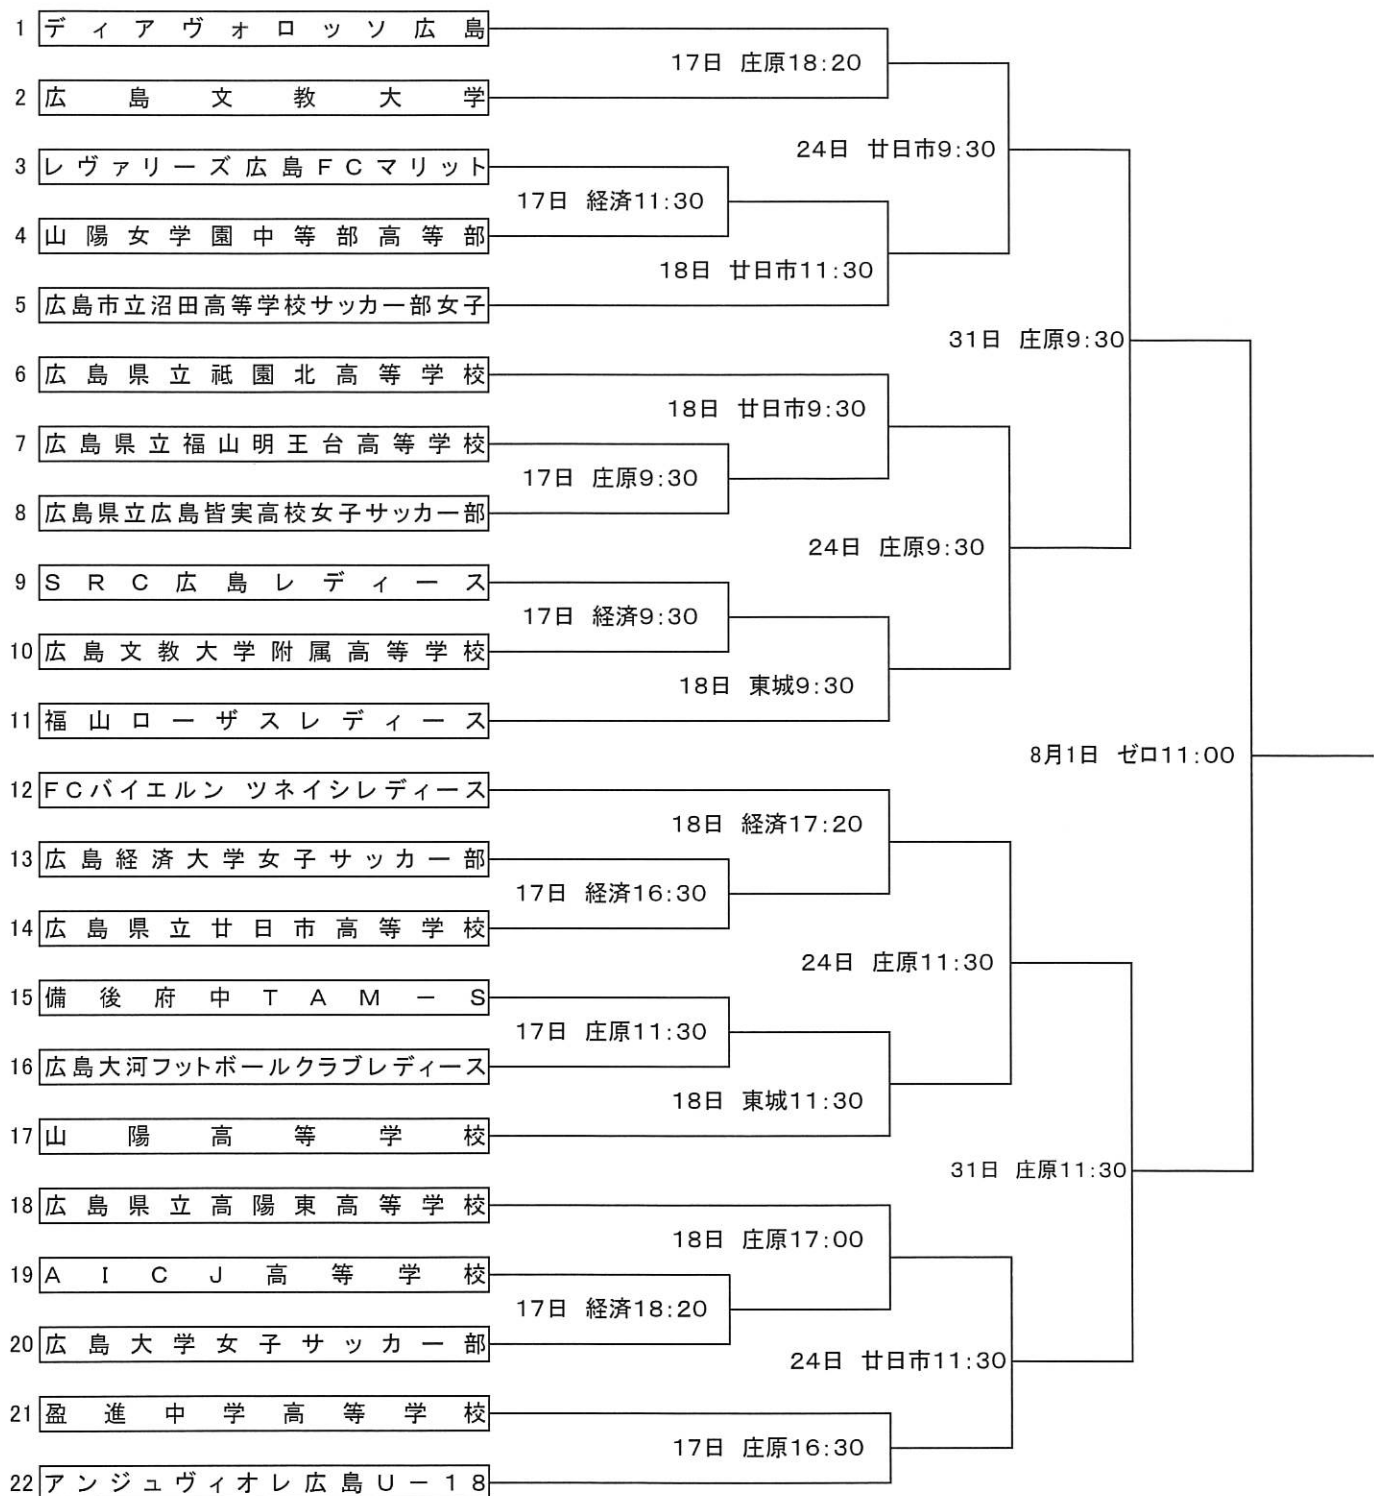 1 ディアヴォロッソ広島
17日 庄原18:20
2 広島文教大学
24日 廿日市9:30
3 レヴァリーズ広島FCマリット
17日 経済11:30
4 山陽女学園中等部高等部
18日 廿日市11:30
5 広島市立沼田高等学校サッカー部女子
31日 庄原9:30
6 広島県立祇園北高等学校
18日 廿日市9:30
7 広島県立福山明王台高等学校
17日 庄原9:30
8 広島県立広島皆実高校女子サッカー部
24日 庄原9:30
9 SRC広島レディース
17日 経済9:30
10 広島文教大学附属高等学校
18日 東城9:30
11 福山ローザスレディース
8月1日 ゼロ11:00
12 FCバイエルン ツネイシレディース
18日 経済17:20
13 広島経済大学女子サッカー部
17日 経済16:30
14 広島県立廿日市高等学校
24日 庄原11:30
15 備後府中TAM-S
17日 庄原11:30
16 広島大河フットボールクラブレディース
18日 東城11:30
17 山陽高等学校
31日 庄原11:30
18 広島県立高陽東高等学校
18日 庄原17:00
19 AICJ高等学校
17日 経済18:20
20 広島大学女子サッカー部
24日 廿日市11:30
21 盈進中学高等学校
17日 庄原16:30
22 アンジュヴィオレ広島U-18